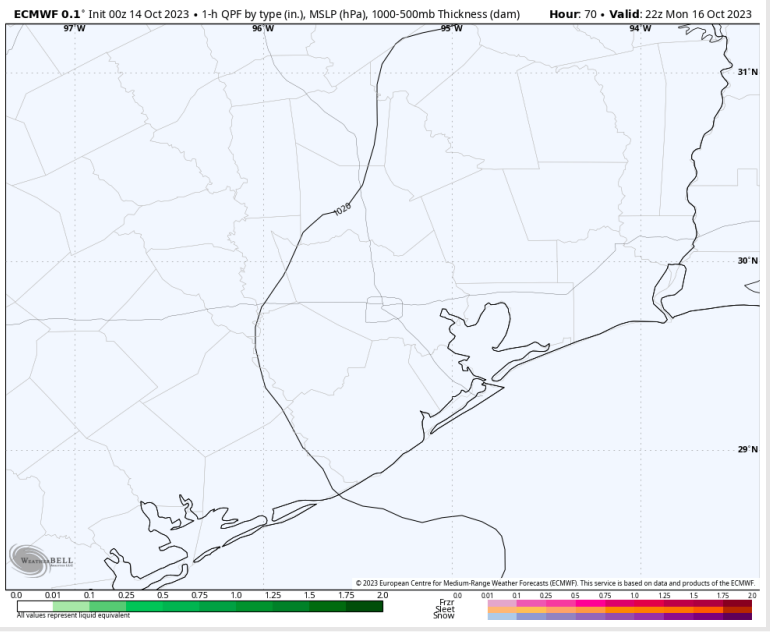 ECMWF 0.1° Init 00z 14 Oct 2023 • 1-h QPF by type (in.), MSLP (hPa), 1000-500mb Thickness (dam) Hour: 70 • Valid: 22z Mon 16 Oct 2023
97°W 96°W 95°W 94°W
31°N
1020
30°N
29°N
WEATHERBELL
© 2023 European Centre for Medium-Range Weather Forecasts (ECMWF). This service is based on data and products of the ECMWF.
0.0 0.01 0.1 0.25 0.5 0.75 1.0 1.25 1.5 1.75 2.0 0.0 0.01 0.1 0.25 0.5 0.75 1.0 1.25 1.5 1.75 2.0
Frzr
Sleet
Snow
All values represent liquid equivalent